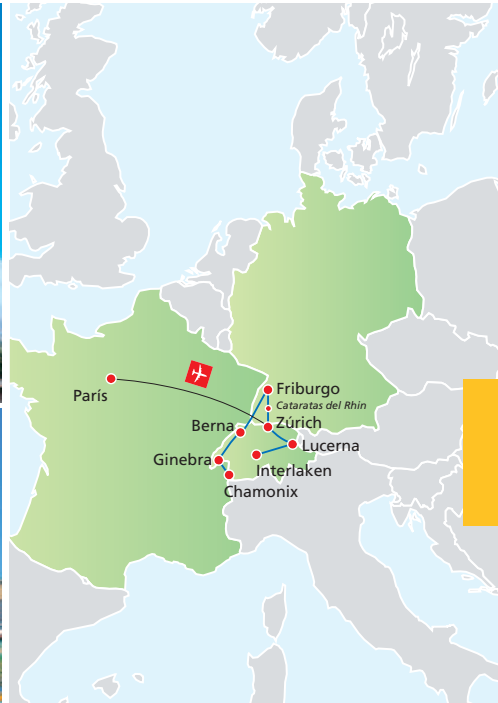 París
Friburgo
Cataratas del Rhin
Zúrich
Berna
Lucerna
Ginebra
Interlaken
Chamonix